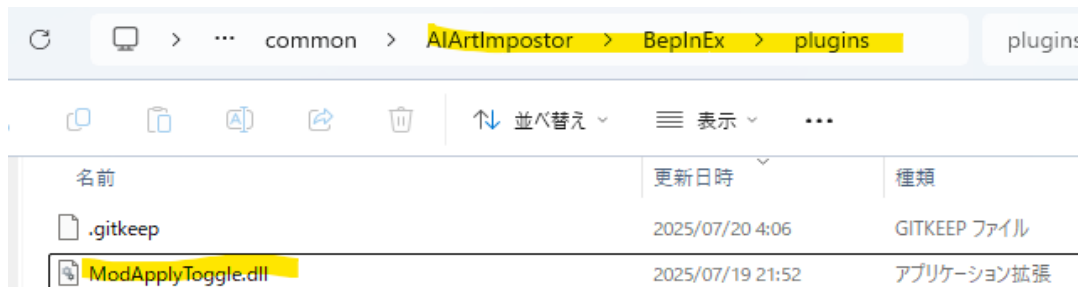 … common > AIArtImpostor > BepInEx > plugins plugins
並べ替え 表示 …
名前 更新日時 種類
.gitkeep 2025/07/20 4:06 GITKEEP ファイル
ModApplyToggle.dll 2025/07/19 21:52 アプリケーション拡張